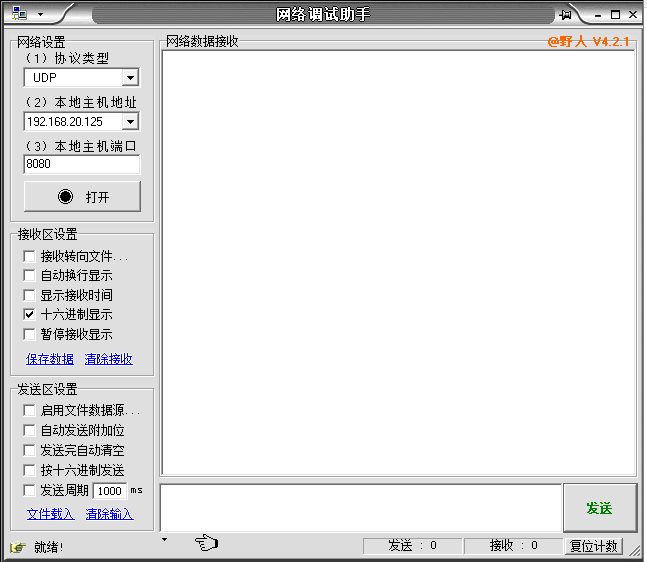 网络调试助手
网络设置
（1）协议类型
UDP
（2）本地主机地址
192.168.20.125
（3）本地主机端口
8080
打开
接收区设置
接收转向文件...
自动换行显示
显示接收时间
十六进制显示
暂停接收显示
保存数据 清除接收
发送区设置
启用文件数据源...
自动发送附加位
发送完自动清空
按十六进制发送
发送周期 1000 ms
文件载入 清除输入
网络数据接收
@野人 V4.2.1
发送
就绪!
发送 : 0
接收 : 0
复位计数